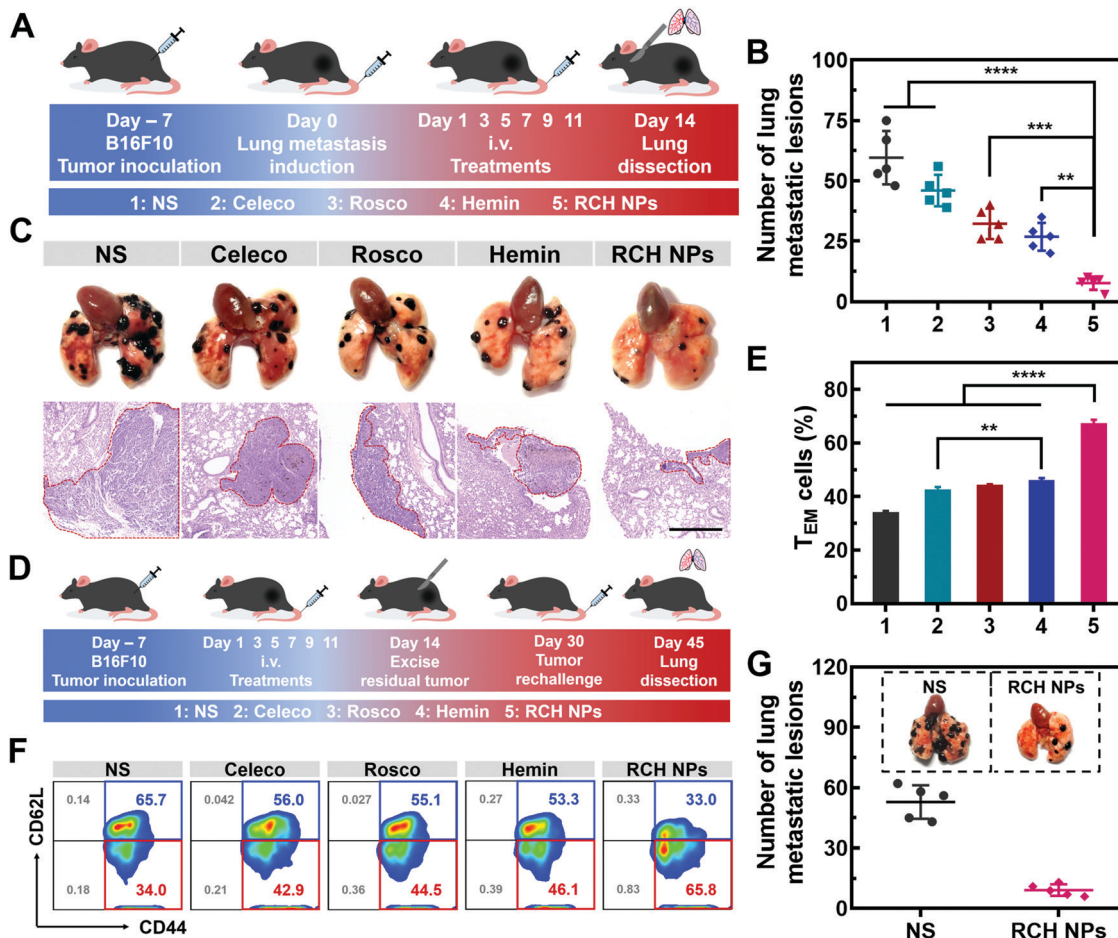 A
Day – 7
B16F10
Tumor inoculation
Day 0
Lung metastasis
induction
Day 1 3 5 7 9 11
i.v.
Treatments
Day 14
Lung
dissection
1: NS 2: Celeco 3: Rosco 4: Hemin 5: RCH NPs
B
Number of lung
metastatic lesions
100
75
50
25
0
****
***
**
1 2 3 4 5
C
NS Celeco Rosco Hemin RCH NPs
D
Day – 7
B16F10
Tumor inoculation
Day 1 3 5 7 9 11
i.v.
Treatments
Day 14
Excise
residual tumor
Day 30
Tumor
rechallenge
Day 45
Lung
dissection
1: NS 2: Celeco 3: Rosco 4: Hemin 5: RCH NPs
E
TEM cells (%)
80
60
40
20
0
****
**
1 2 3 4 5
F
NS Celeco Rosco Hemin RCH NPs
CD62L
0.14 65.7 0.042 56.0 0.027 55.1 0.27 53.3 0.33 33.0
0.18 34.0 0.21 42.9 0.36 44.5 0.39 46.1 0.83 65.8
CD44
G
Number of lung
metastatic lesions
120
90
60
30
0
NS RCH NPs
NS RCH NPs